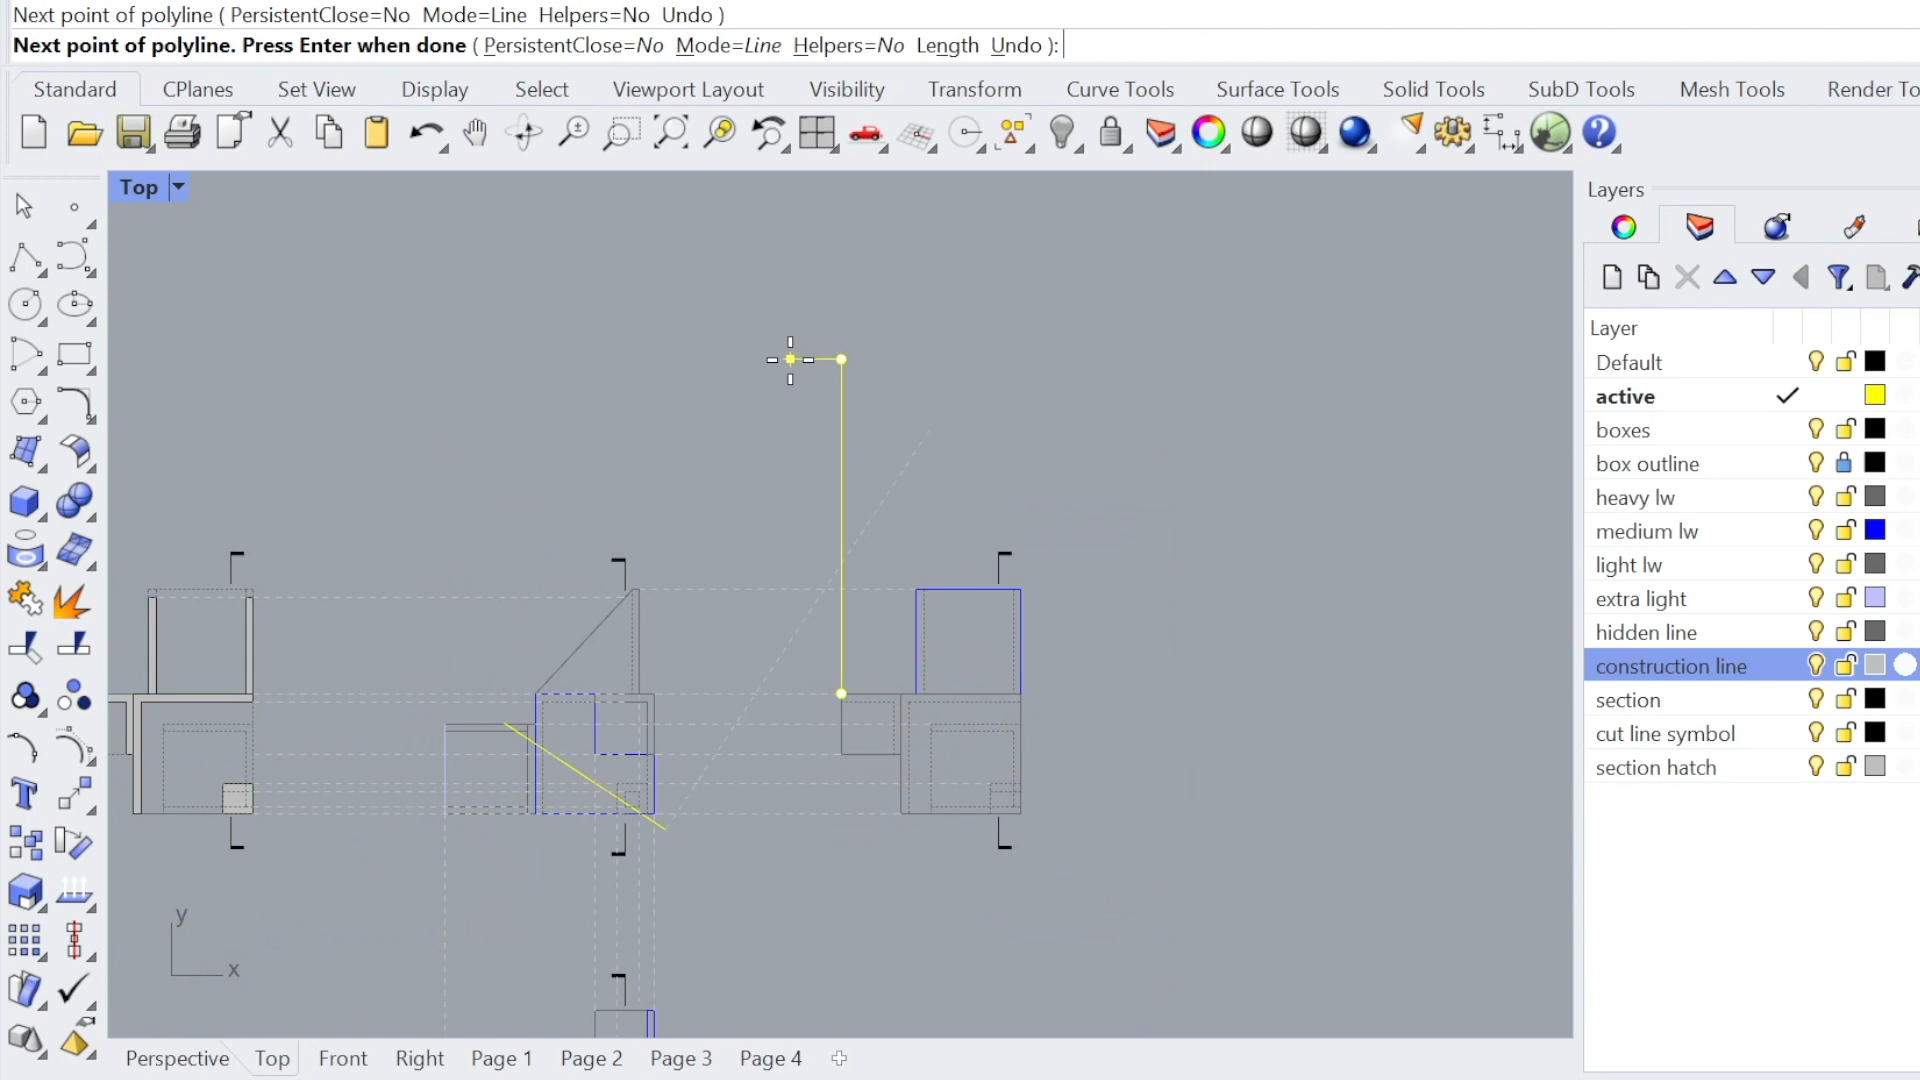 Next point of polyline ( PersistentClose=No Mode=Line Helpers=No Undo )
Next point of polyline. Press Enter when done ( PersistentClose=No Mode=Line Helpers=No Length Undo ):
Standard CPlanes Set View Display Select Viewport Layout Visibility Transform Curve Tools Surface Tools Solid Tools SubD Tools Mesh Tools Render To
Top
Layers
Layer
Default
active
boxes
box outline
heavy lw
medium lw
light lw
extra light
hidden line
construction line
section
cut line symbol
section hatch
y
x
Perspective Top Front Right Page 1 Page 2 Page 3 Page 4